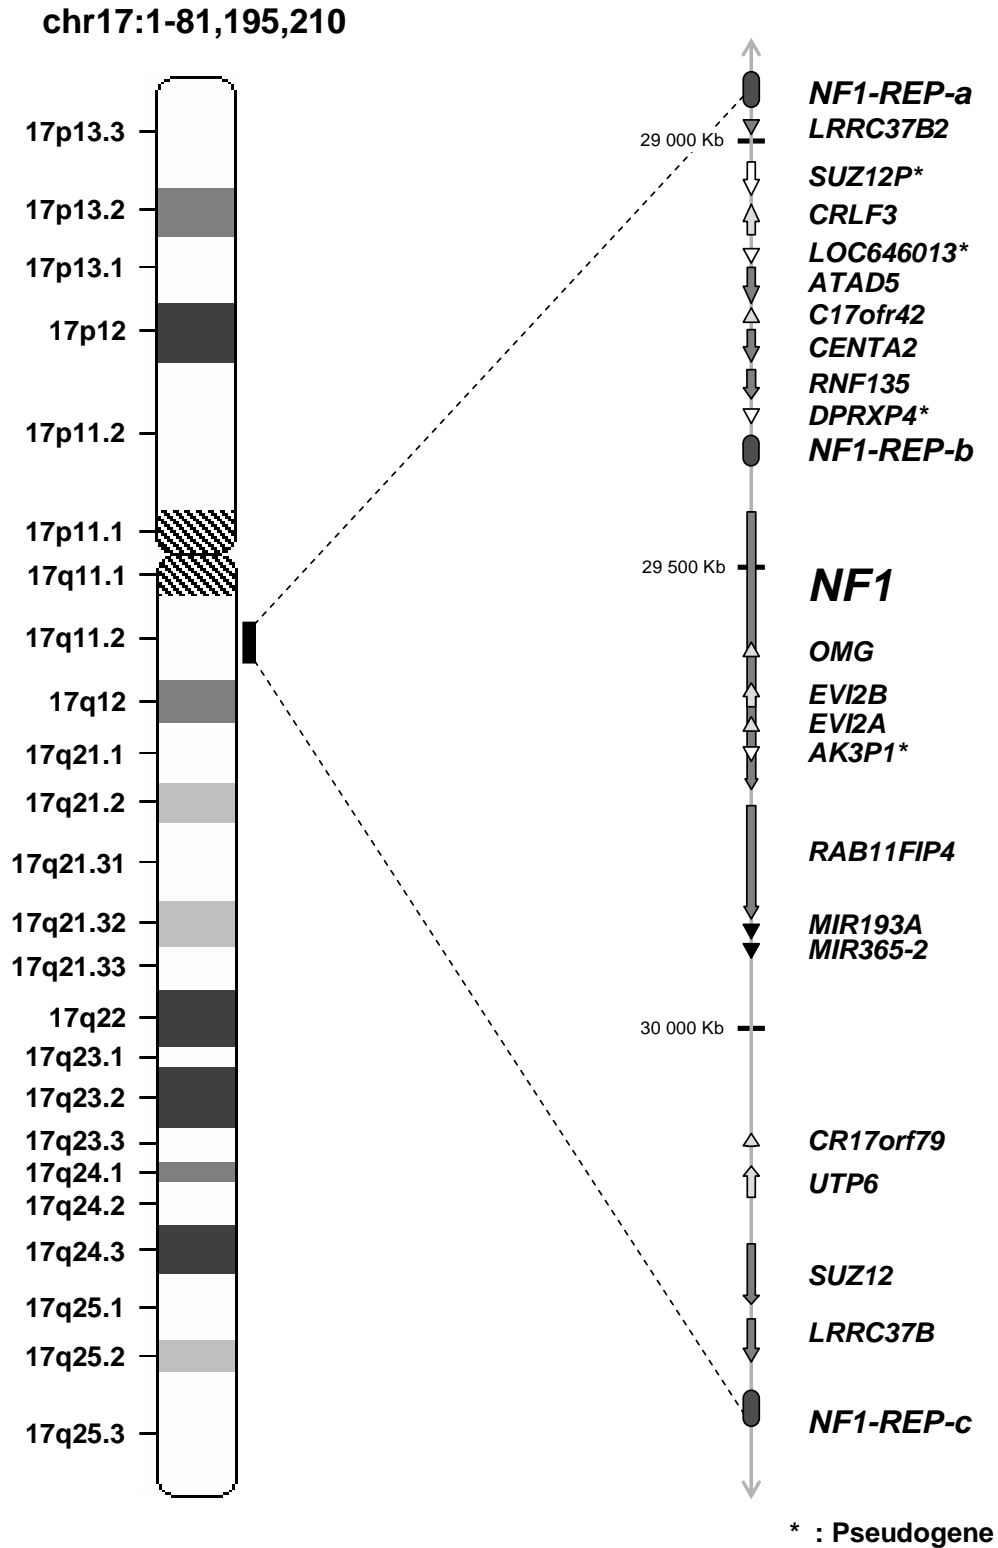 chr17:1-81,195,210
17p13.3
17p13.2
17p13.1
17p12
17p11.2
17p11.1
17q11.1
17q11.2
17q12
17q21.1
17q21.2
17q21.31
17q21.32
17q21.33
17q22
17q23.1
17q23.2
17q23.3
17q24.1
17q24.2
17q24.3
17q25.1
17q25.2
17q25.3
29 000 Kb
29 500 Kb
30 000 Kb
NF1-REP-a
LRRC37B2
SUZ12P*
CRLF3
LOC646013*
ATAD5
C17ofr42
CENTA2
RNF135
DPRXP4*
NF1-REP-b
NF1
OMG
EVI2B
EVI2A
AK3P1*
RAB11FIP4
MIR193A
MIR365-2
CR17orf79
UTP6
SUZ12
LRRC37B
NF1-REP-c
* : Pseudogene